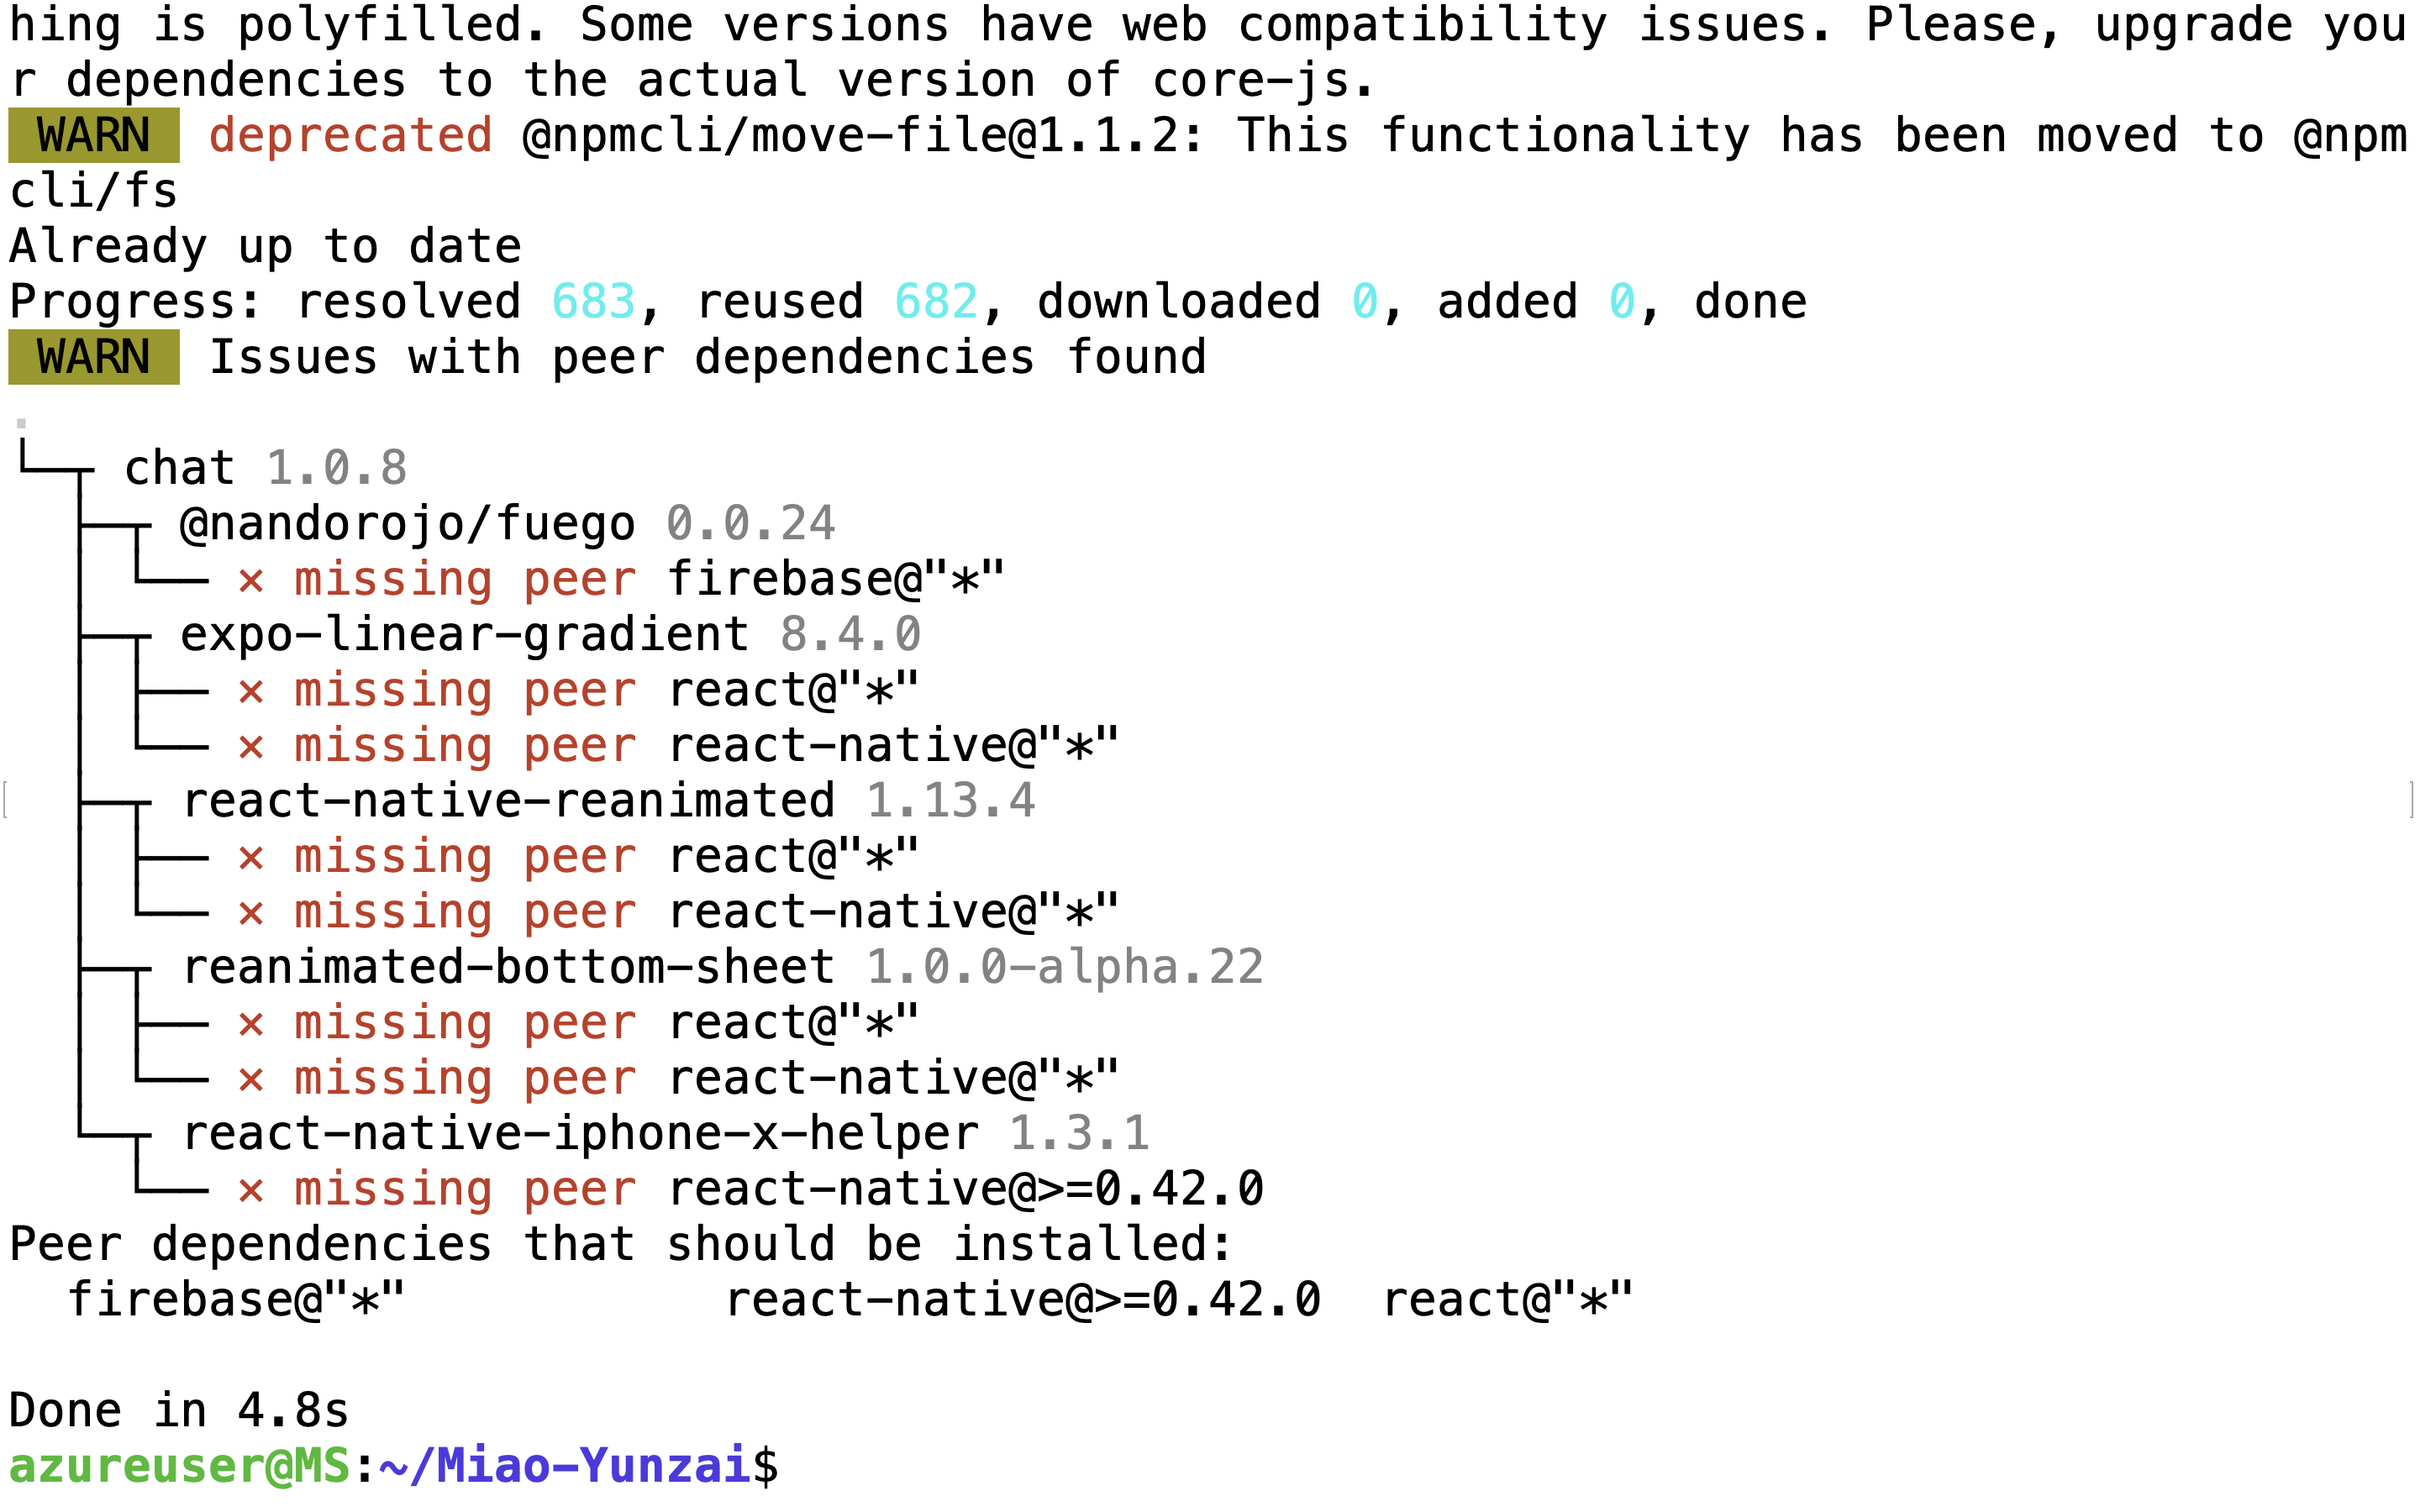 hing is polyfilled. Some versions have web compatibility issues. Please, upgrade you
r dependencies to the actual version of core-js.
WARN deprecated @npmcli/move-file@1.1.2: This functionality has been moved to @npm
cli/fs
Already up to date
Progress: resolved 683, reused 682, downloaded 0, added 0, done
WARN Issues with peer dependencies found
.
└─┬ chat 1.0.8
  ├─┬ @nandorojo/fuego 0.0.24
  │ └── × missing peer firebase@"*"
  ├─┬ expo-linear-gradient 8.4.0
  │ ├── × missing peer react@"*"
  │ └── × missing peer react-native@"*"
  ├─┬ react-native-reanimated 1.13.4
  │ ├── × missing peer react@"*"
  │ └── × missing peer react-native@"*"
  ├─┬ reanimated-bottom-sheet 1.0.0-alpha.22
  │ ├── × missing peer react@"*"
  │ └── × missing peer react-native@"*"
  └─┬ react-native-iphone-x-helper 1.3.1
    └── × missing peer react-native@>=0.42.0
Peer dependencies that should be installed:
  firebase@"*"           react-native@>=0.42.0  react@"*"
Done in 4.8s
azureuser@MS:~/Miao-Yunzai$